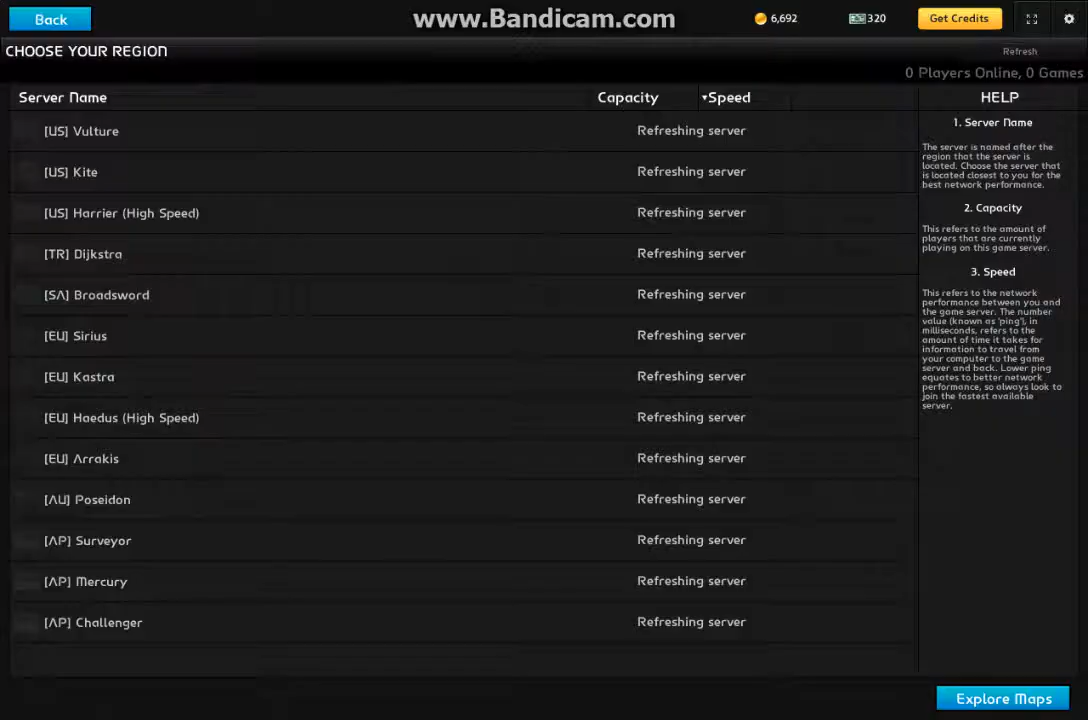 Back
www.Bandicam.com
6,692
320
Get Credits
CHOOSE YOUR REGION
Refresh
0 Players Online, 0 Games
Server Name
Capacity
▾Speed
HELP
[US] Vulture
Refreshing server
[US] Kite
Refreshing server
[US] Harrier (High Speed)
Refreshing server
[TR] Dijkstra
Refreshing server
[SA] Broadsword
Refreshing server
[EU] Sirius
Refreshing server
[EU] Kastra
Refreshing server
[EU] Haedus (High Speed)
Refreshing server
[EU] Arrakis
Refreshing server
[AU] Poseidon
Refreshing server
[AP] Surveyor
Refreshing server
[AP] Mercury
Refreshing server
[AP] Challenger
Refreshing server
1. Server Name
The server is named after the
region that the server is
located. Choose the server that
is located closest to you for the
best network performance.
2. Capacity
This refers to the amount of
players that are currently
playing on this game server.
3. Speed
This refers to the network
performance between you and
the game server. The number
value (known as 'ping'), in
milliseconds, refers to the
amount of time it takes for
information to travel from
your computer to the game
server and back. Lower ping
equates to better network
performance, so always look to
join the fastest available
server.
Explore Maps